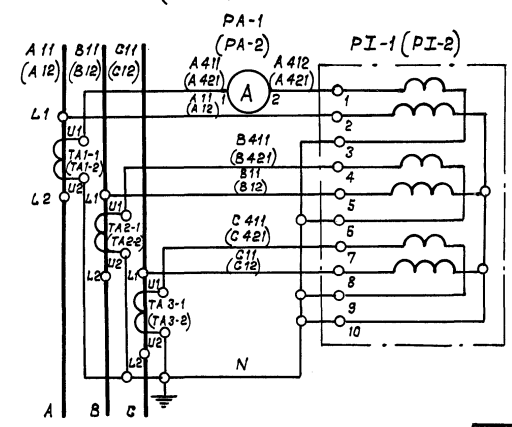 PA-1
(PA-2)
A11 B11 C11
(A12) (B12) (C12)
A411
(A421)
A412
(A421)
PI-1 (PI-2)
A
1 2
1
L1
A11
(A12)
2
U1
TA1-1
(TA1-2)
U2
3
B411
(B421)
4
B11
(B12)
L2
L1
5
U1
TA2-1
(TA2-2)
U2
C411
(C421)
6
C11
(C12)
7
L2
L1
8
U1
TA3-1
(TA3-2)
U2
9
10
L2
N
A B C